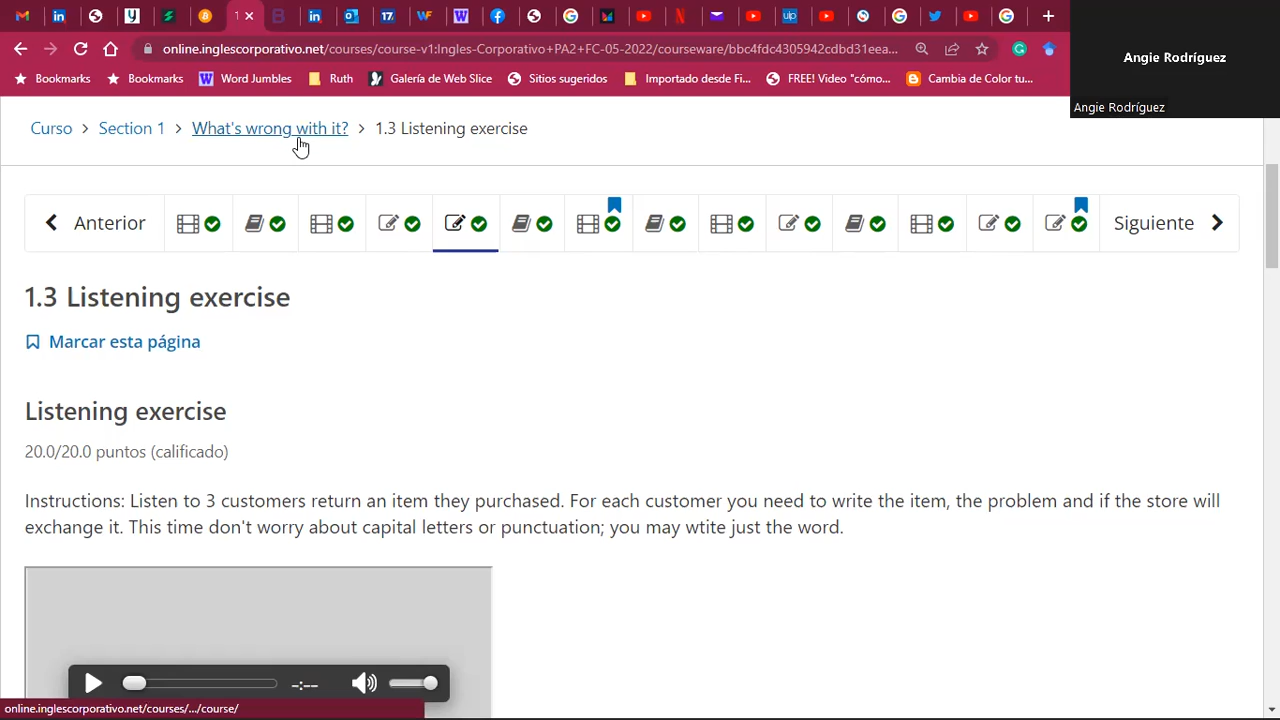 1
17
online.inglescorporativo.net/courses/course-v1:Ingles-Corporativo+PA2+FC-05-2022/courseware/bbc4fdc4305942cdbd31eea...
Bookmarks
Bookmarks
Word Jumbles
Ruth
Galería de Web Slice
Sitios sugeridos
Importado desde Fi...
FREE! Video "cómo...
Cambia de Color tu...
Angie Rodríguez
Angie Rodríguez
Curso > Section 1 > What's wrong with it? > 1.3 Listening exercise
Anterior
Siguiente
1.3 Listening exercise
Marcar esta página
Listening exercise
20.0/20.0 puntos (calificado)
Instructions: Listen to 3 customers return an item they purchased. For each customer you need to write the item, the problem and if the store will
exchange it. This time don't worry about capital letters or punctuation; you may wtite just the word.
-:--
online.inglescorporativo.net/courses/.../course/